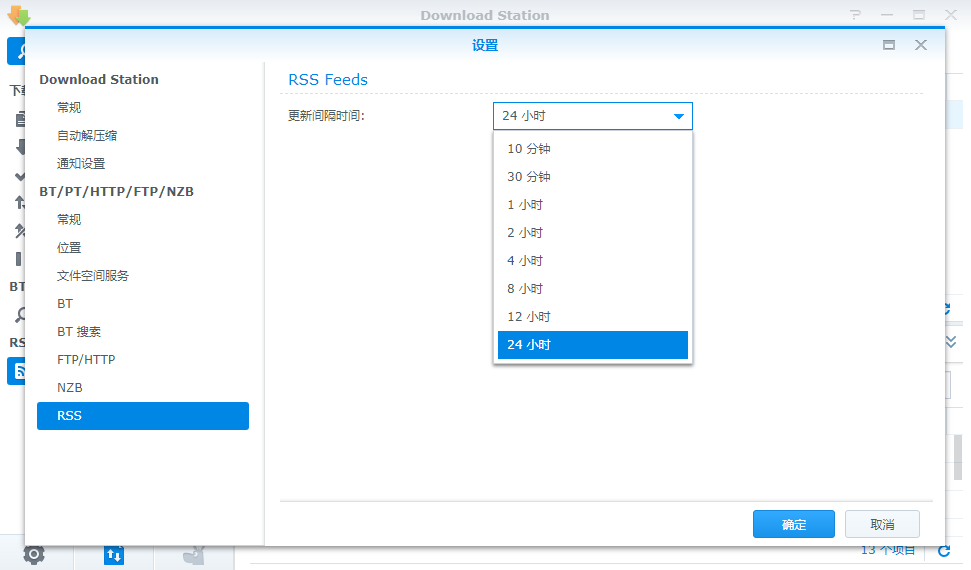 Download Station
设置
Download Station
常规
自动解压缩
通知设置
BT/PT/HTTP/FTP/NZB
常规
位置
文件空间服务
BT
BT 搜索
FTP/HTTP
NZB
RSS
RSS Feeds
更新间隔时间:
24 小时
10 分钟
30 分钟
1 小时
2 小时
4 小时
8 小时
12 小时
24 小时
确定
取消
下
BT
RS
13 个项目